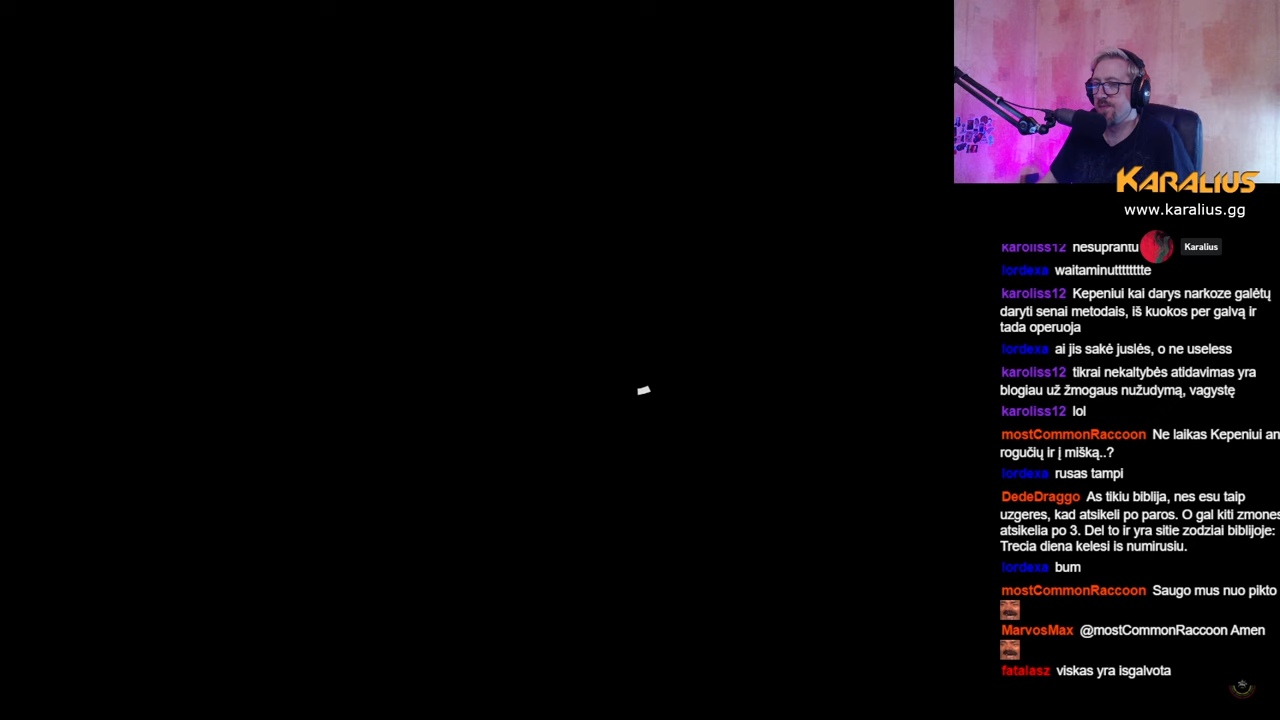 KARALIUS
www.karalius.gg
karoliss12 nesuprantu
Karalius
lordexa waitaminutttttttte
karoliss12 Kepeniui kai darys narkoze galėtų
daryti senai metodais, iš kuokos per galvą ir
tada operuoja
lordexa ai jis sakė juslės, o ne useless
karoliss12 tikrai nekaltybės atidavimas yra
blogiau už žmogaus nužudymą, vagystę
karoliss12 lol
mostCommonRaccoon Ne laikas Kepeniui an
rogučių ir į mišką..?
lordexa rusas tampi
DedeDraggo As tikiu biblija, nes esu taip
uzgeres, kad atsikeli po paros. O gal kiti zmones
atsikelia po 3. Del to ir yra sitie zodziai biblijoje:
Trecia diena kelesi is numirusiu.
lordexa bum
mostCommonRaccoon Saugo mus nuo pikto
MarvosMax @mostCommonRaccoon Amen
fatalasz viskas yra isgalvota